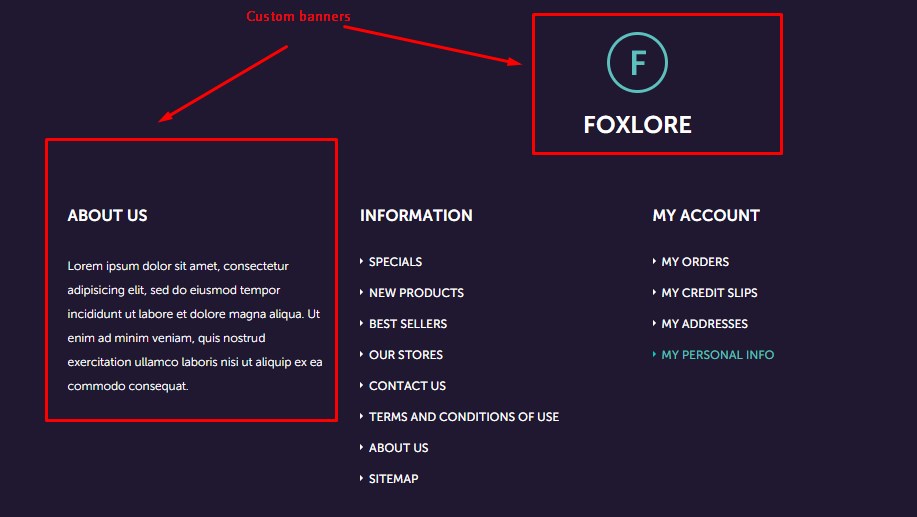 Custom banners
F
FOXLORE
ABOUT US
Lorem ipsum dolor sit amet, consectetur
adipisicing elit, sed do eiusmod tempor
incididunt ut labore et dolore magna aliqua. Ut
enim ad minim veniam, quis nostrud
exercitation ullamco laboris nisi ut aliquip ex ea
commodo consequat.
INFORMATION
SPECIALS
NEW PRODUCTS
BEST SELLERS
OUR STORES
CONTACT US
TERMS AND CONDITIONS OF USE
ABOUT US
SITEMAP
MY ACCOUNT
MY ORDERS
MY CREDIT SLIPS
MY ADDRESSES
MY PERSONAL INFO